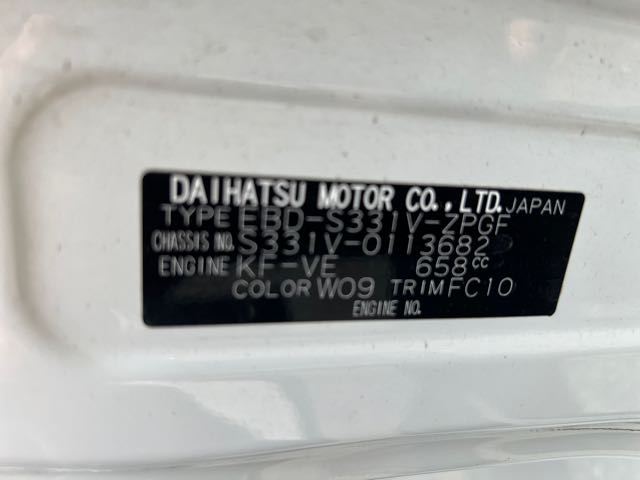 DAIHATSU MOTOR CO., LTD. JAPAN
TYPE EBD-S331V-ZPGF
CHASSIS NO. S331V-0113682
ENGINE KF-VE 658cc
COLOR W09 TRIM FC10
ENGINE NO.